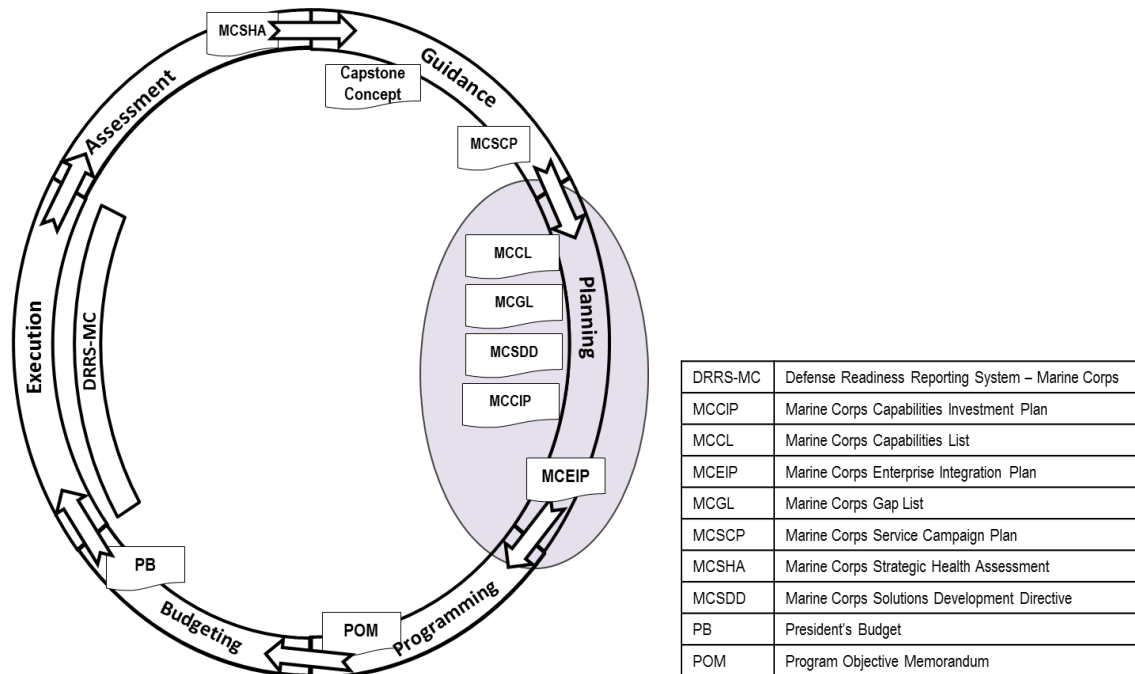 MCSHA
Guidance
Capstone
Concept
Assessment
MCSCP
MCCL
MCGL
MCSDD
MCCIP
Planning
Execution
DRRS-MC
MCEIP
PB
Budgeting
POM
Programming
DRRS-MC Defense Readiness Reporting System – Marine Corps
MCCIP Marine Corps Capabilities Investment Plan
MCCL Marine Corps Capabilities List
MCEIP Marine Corps Enterprise Integration Plan
MCGL Marine Corps Gap List
MCSCP Marine Corps Service Campaign Plan
MCSHA Marine Corps Strategic Health Assessment
MCSDD Marine Corps Solutions Development Directive
PB President's Budget
POM Program Objective Memorandum